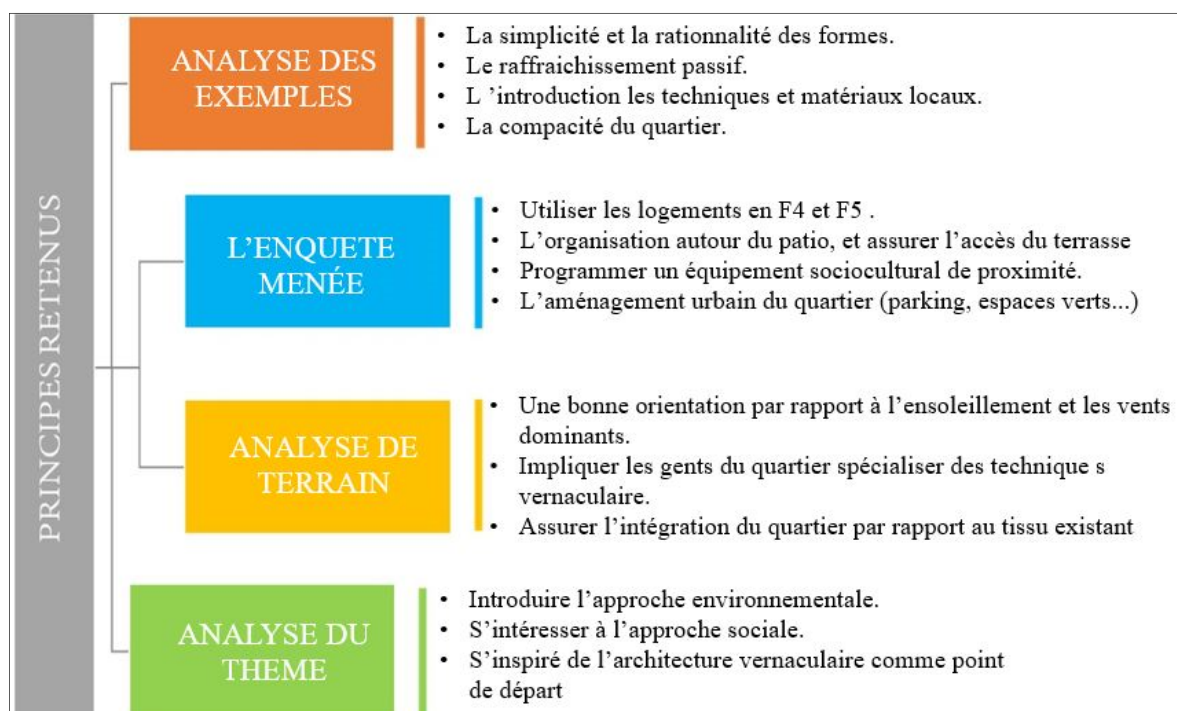 PRINCIPES RETENUS
ANALYSE DES
EXEMPLES
• La simplicité et la rationnalité des formes.
• Le raffraichissement passif.
• L ’introduction les techniques et matériaux locaux.
• La compacité du quartier.
L’ENQUETE
MENÉE
• Utiliser les logements en F4 et F5 .
• L’organisation autour du patio, et assurer l’accès du terrasse
• Programmer un équipement socioculturel de proximité.
• L’aménagement urbain du quartier (parking, espaces verts...)
ANALYSE DE
TERRAIN
• Une bonne orientation par rapport à l’ensoleillement et les vents
dominants.
• Impliquer les gents du quartier spécialiser des technique s
vernaculaire.
• Assurer l’intégration du quartier par rapport au tissu existant
ANALYSE DU
THEME
• Introduire l’approche environnementale.
• S’intéresser à l’approche sociale.
• S’inspiré de l’architecture vernaculaire comme point
de départ